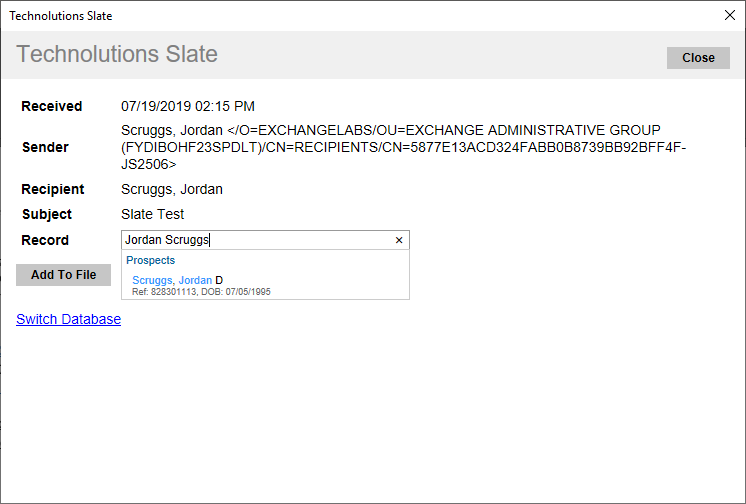 Technolutions Slate
Technolutions Slate
Close
Received 07/19/2019 02:15 PM
Scruggs, Jordan </O=EXCHANGELABS/OU=EXCHANGE ADMINISTRATIVE GROUP
Sender (FYDIBOHF23SPDLT)/CN=RECIPIENTS/CN=5877E13ACD324FABB0B8739BB92BFF4F-
JS2506>
Recipient Scruggs, Jordan
Subject Slate Test
Record Jordan Scruggs ×
Prospects
Add To File
Scruggs, Jordan D
Ref: 828301113, DOB: 07/05/1995
Switch Database